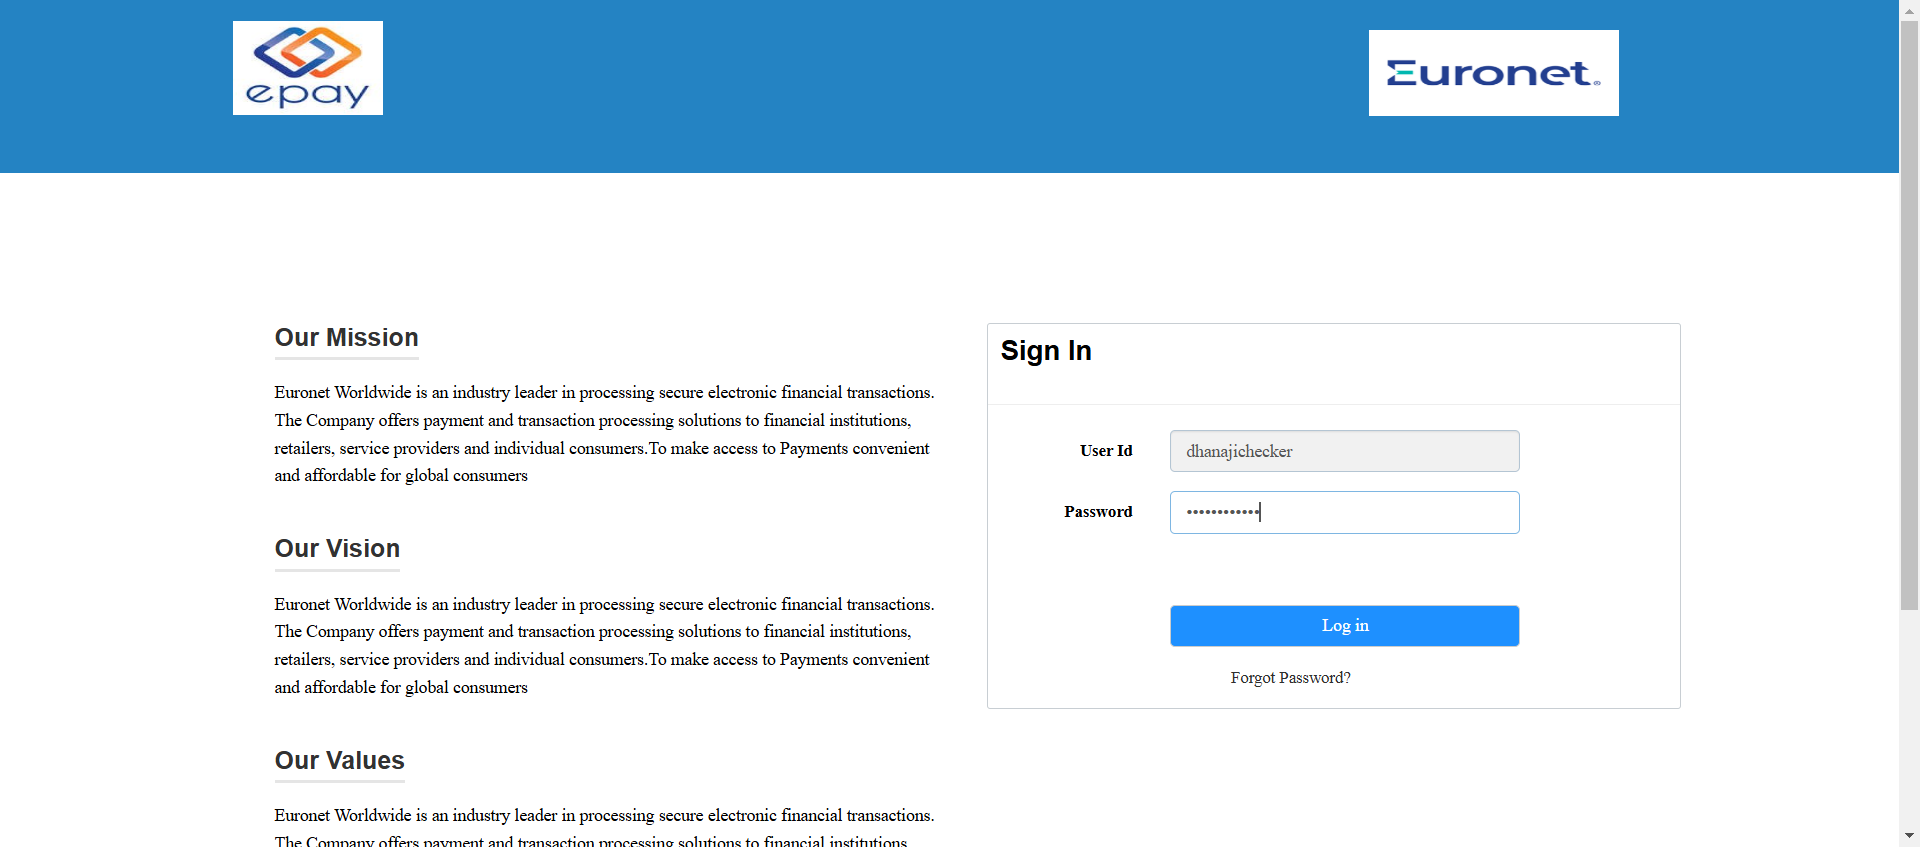 epay
Euronet®
Our Mission
Euronet Worldwide is an industry leader in processing secure electronic financial transactions.
The Company offers payment and transaction processing solutions to financial institutions,
retailers, service providers and individual consumers.To make access to Payments convenient
and affordable for global consumers
Our Vision
Euronet Worldwide is an industry leader in processing secure electronic financial transactions.
The Company offers payment and transaction processing solutions to financial institutions,
retailers, service providers and individual consumers.To make access to Payments convenient
and affordable for global consumers
Our Values
Euronet Worldwide is an industry leader in processing secure electronic financial transactions.
The Company offers payment and transaction processing solutions to financial institutions,
Sign In
User Id dhanajichecker
Password ••••••••••••
Log in
Forgot Password?